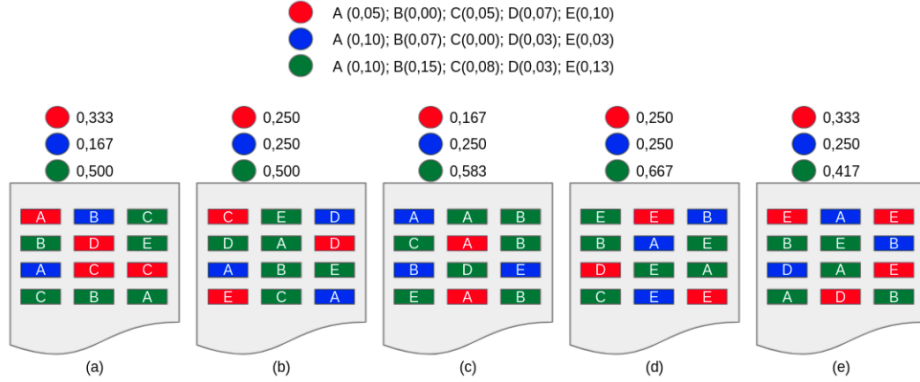 A (0,05); B(0,00); C(0,05); D(0,07); E(0,10)
A (0,10); B(0,07); C(0,00); D(0,03); E(0,03)
A (0,10); B(0,15); C(0,08); D(0,03); E(0,13)
0,333 0,250 0,167 0,250 0,333
0,167 0,250 0,250 0,250 0,250
0,500 0,500 0,583 0,667 0,417
A B C C E D A A B E E B E A E
B D E D A D C A B B A E B E B
A C C A B E B D E D E A D A E
C B A E C A E A B C E E A D B
(a) (b) (c) (d) (e)